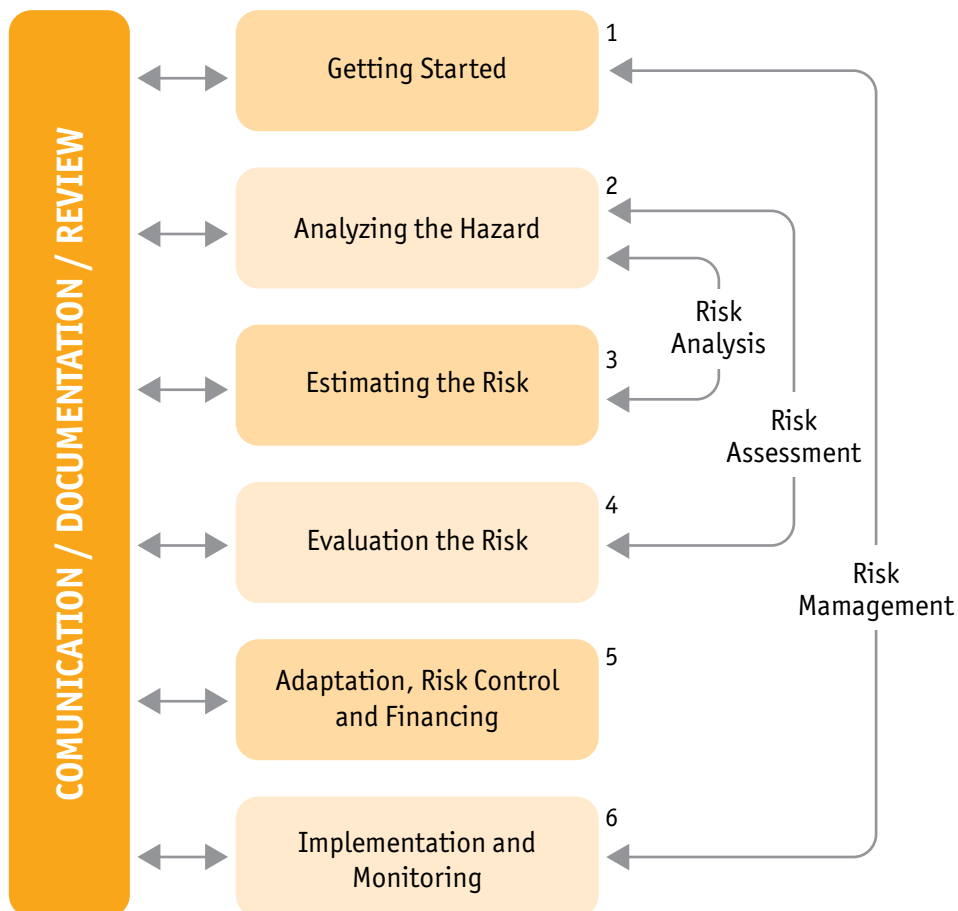 COMUNICATION / DOCUMENTATION / REVIEW
1
Getting Started
2
Analyzing the Hazard
3
Estimating the Risk
4
Evaluation the Risk
5
Adaptation, Risk Control
and Financing
6
Implementation and
Monitoring
Risk
Analysis
Risk
Assessment
Risk
Mamagement